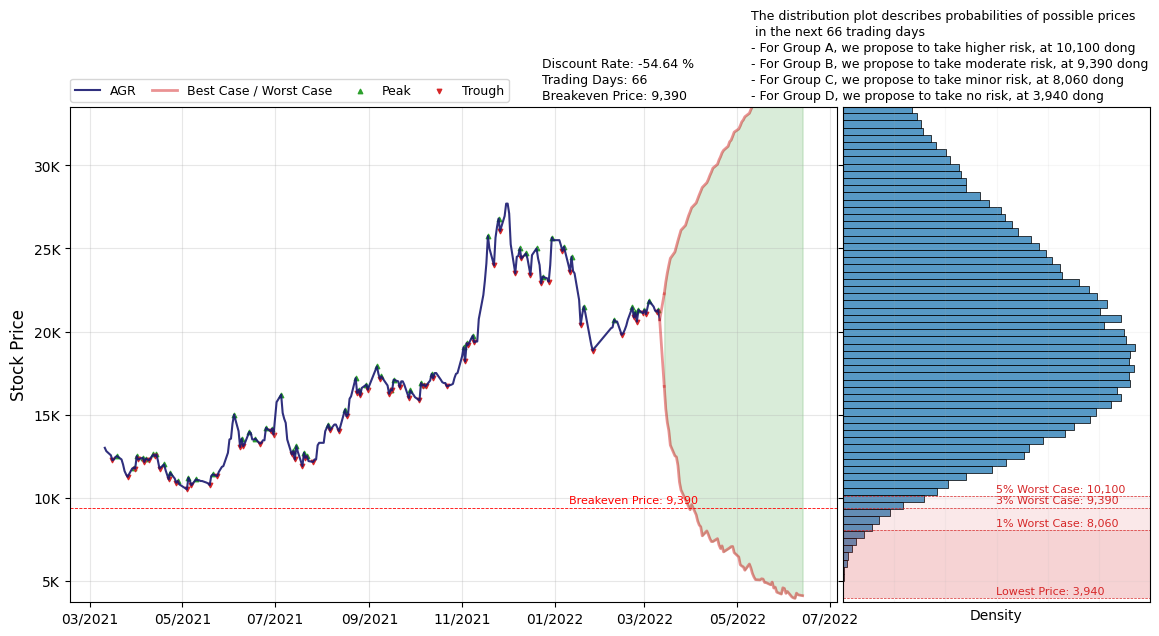 The distribution plot describes probabilities of possible prices
in the next 66 trading days
- For Group A, we propose to take higher risk, at 10,100 dong
- For Group B, we propose to take moderate risk, at 9,390 dong
- For Group C, we propose to take minor risk, at 8,060 dong
- For Group D, we propose to take no risk, at 3,940 dong
Discount Rate: -54.64 %
Trading Days: 66
Breakeven Price: 9,390
AGR Best Case / Worst Case Peak Trough
Stock Price
30K
25K
20K
15K
10K
5K
Breakeven Price: 9,390
5% Worst Case: 10,100
3% Worst Case: 9,390
1% Worst Case: 8,060
Lowest Price: 3,940
03/2021 05/2021 07/2021 09/2021 11/2021 01/2022 03/2022 05/2022 07/2022
Density